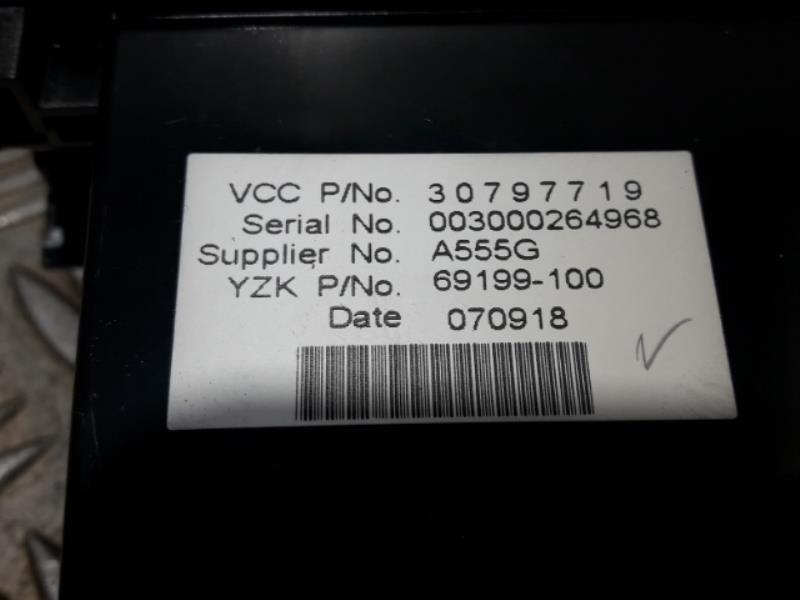 VCC P/No. 30797719
Serial No. 003000264968
Supplier No. A555G
YZK P/No. 69199-100
Date 070918